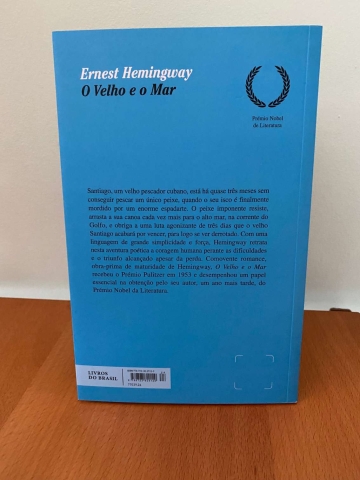 Ernest Hemingway
O Velho e o Mar
Prémio Nobel
de Literatura
Santiago, um velho pescador cubano, está há quase três meses sem
conseguir pescar um único peixe, quando o seu isco é finalmente
mordido por um enorme espadarte. O peixe imponente resiste,
arrasta a sua canoa cada vez mais para o alto mar, na corrente do
Golfo, e obriga a uma luta agonizante de três dias que o velho
Santiago acabará por vencer, para logo se ver derrotado. Com uma
linguagem de grande simplicidade e força, Hemingway retrata
nesta aventura poética a coragem humana perante as dificuldades
e o triunfo alcançado apesar da perda. Comovente romance,
obra-prima de maturidade de Hemingway, O Velho e o Mar
recebeu o Prémio Pulitzer em 1953 e desempenhou um papel
essencial na obtenção pelo seu autor, um ano mais tarde, do
Prémio Nobel da Literatura.
LIVROS
DO BRASIL